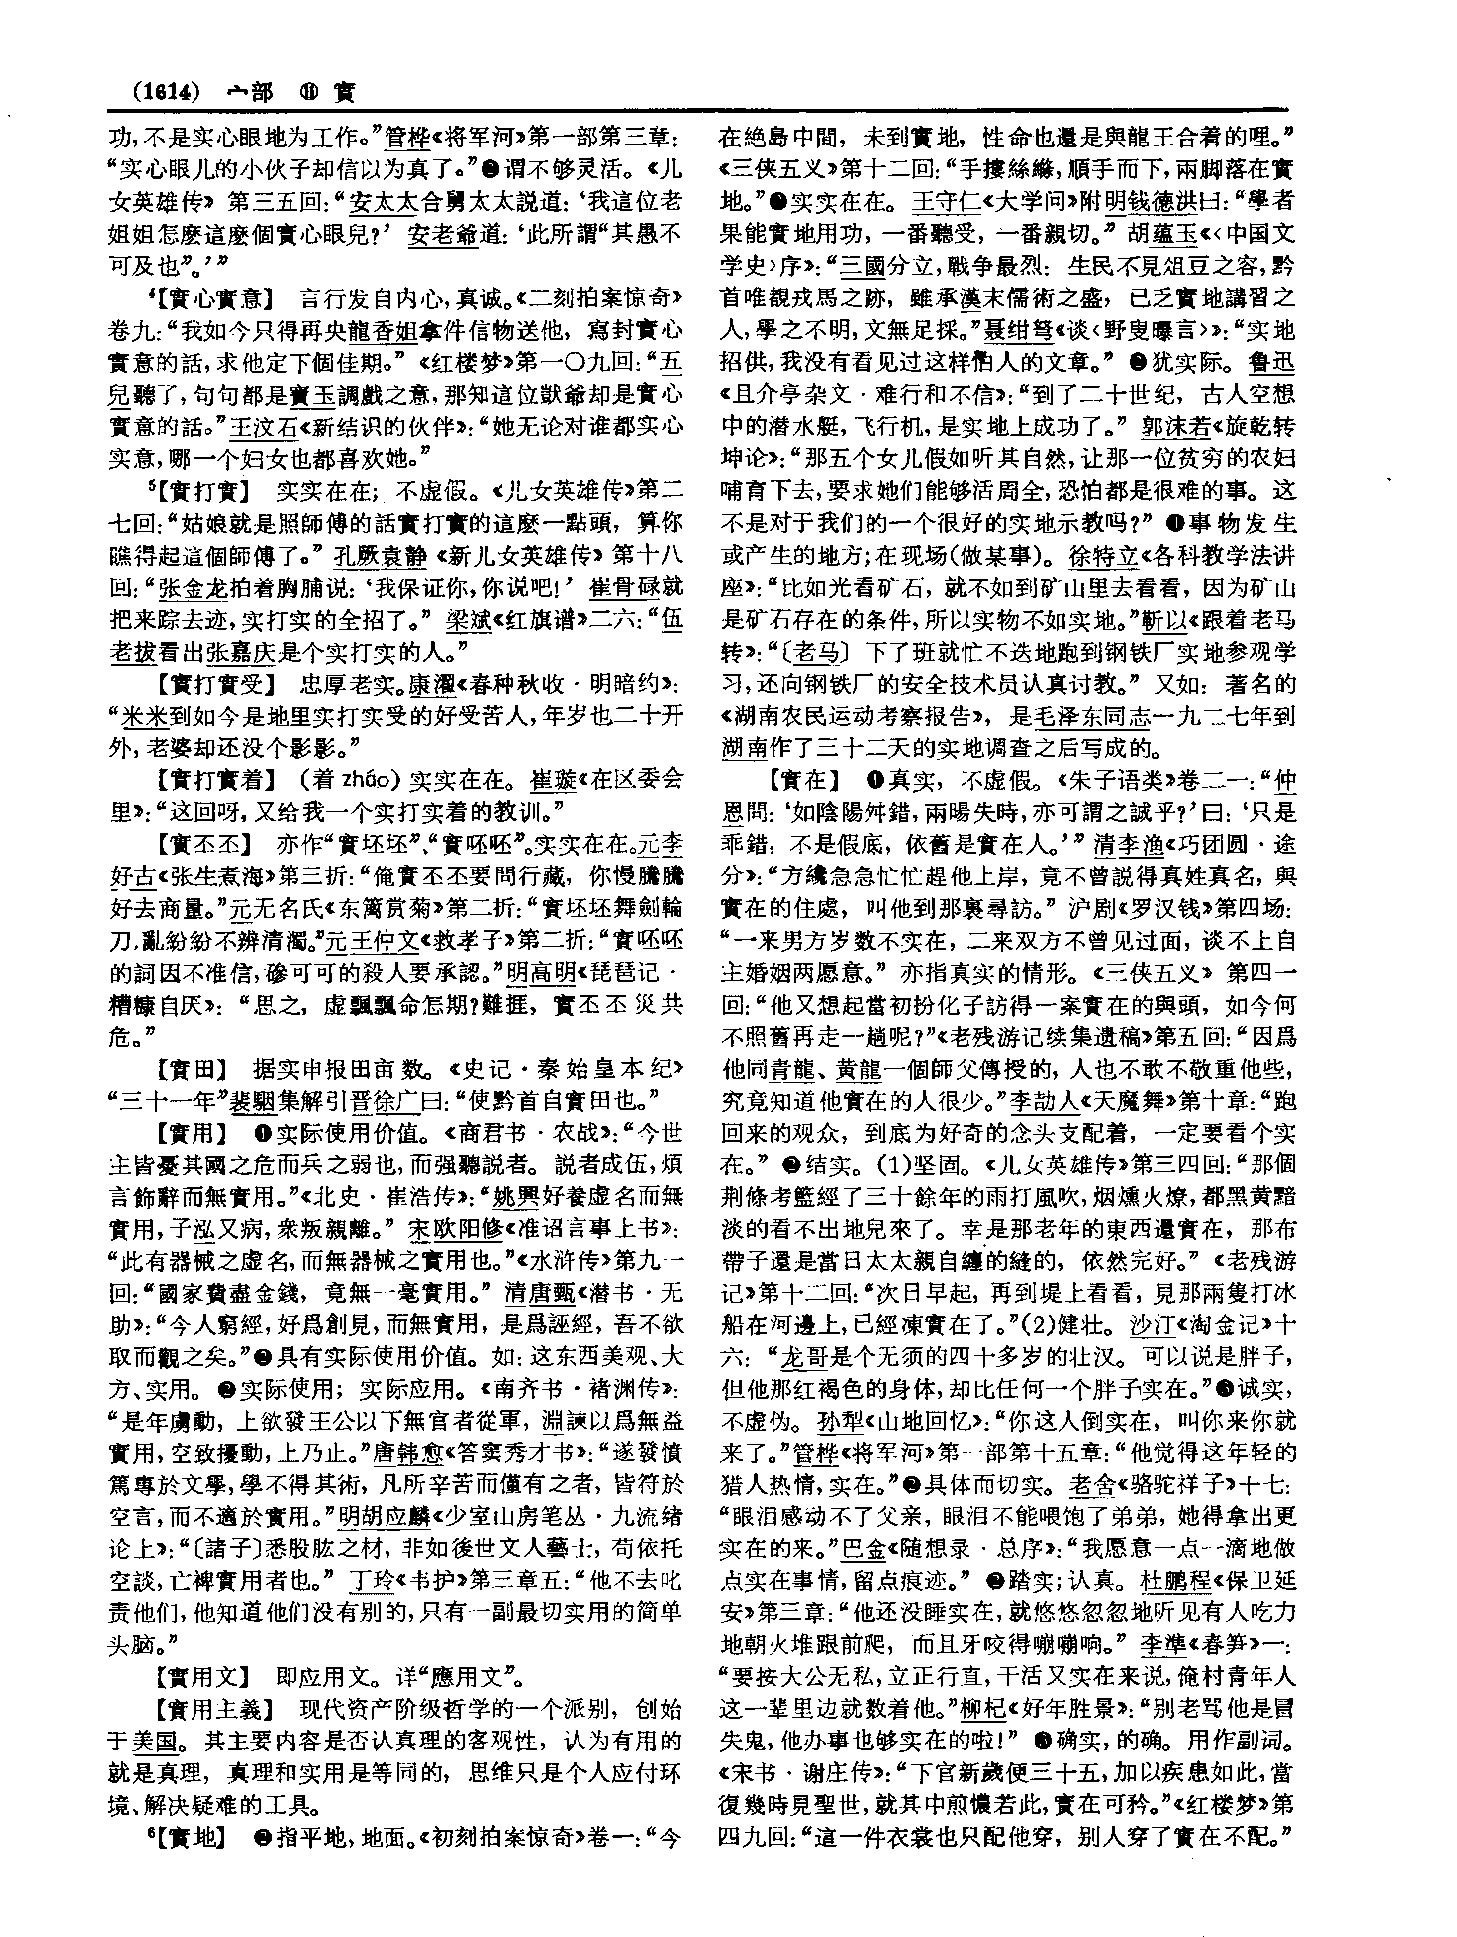 (1614) 宀部 ⑪ 實
功,不是实心眼地为工作。”管桦《将军河》第一部第三章:
“实心眼儿的小伙子却信以为真了。”❷谓不够灵活。《儿
女英雄传》第三五回:“安太太合舅太太説道:‘我這位老
姐姐怎麽這麽個實心眼兒?’安老爺道:‘此所謂“其愚不
可及也”。’”
⁴【實心實意】 言行发自内心,真诚。《二刻拍案惊奇》
卷九:“我如今只得再央龍香姐拿件信物送他,寫封實心
實意的話,求他定下個佳期。”《红楼梦》第一〇九回:“五
兒聽了,句句都是寶玉調戲之意,那知這位獃爺却是實心
實意的話。”王汶石《新结识的伙伴》:“她无论对谁都实心
实意,哪一个妇女也都喜欢她。”
⁵【實打實】 实实在在;不虚假。《儿女英雄传》第二
七回:“姑娘就是照師傅的話實打實的這麽一點頭,算你
瞧得起這個師傅了。”孔厥袁静《新儿女英雄传》第十八
回:“张金龙拍着胸脯说:‘我保证你,你说吧!’崔骨碌就
把来踪去迹,实打实的全招了。”梁斌《红旗谱》二六:“伍
老拔看出张嘉庆是个实打实的人。”
【實打實受】 忠厚老实。康濯《春种秋收·明暗约》:
“米米到如今是地里实打实受的好受苦人,年岁也二十开
外,老婆却还没个影影。”
【實打實着】 (着 zháo) 实实在在。崔璇《在区委会
里》:“这回呀,又给我一个实打实着的教训。”
【實丕丕】 亦作“實坯坯”、“實呸呸”。实实在在。元李
好古《张生煮海》第三折:“俺實丕丕要問行藏,你慢騰騰
好去商量。”元无名氏《东篱赏菊》第二折:“實坯坯舞劍輪
刀,亂紛紛不辨清濁。”元王仲文《救孝子》第二折:“實呸呸
的詞因不准信,磣可可的殺人要承認。”明高明《琵琶记·
糟糠自厌》:“思之,虚飄飄命怎期?難捱,實丕丕災共
危。”
【實田】 据实申报田亩数。《史记·秦始皇本纪》
“三十一年”裴駰集解引晋徐广曰:“使黔首自實田也。”
【實用】 ❶实际使用价值。《商君书·农战》:“今世
主皆憂其國之危而兵之弱也,而强聽説者。説者成伍,煩
言飾辭而無實用。”《北史·崔浩传》:“姚興好養虚名而無
實用,子泓又病,衆叛親離。”宋欧阳修《准诏言事上书》:
“此有器械之虚名,而無器械之實用也。”《水浒传》第九一
回:“國家費盡金錢,竟無一毫實用。”清唐甄《潜书·无
助》:“今人窮經,好爲創見,而無實用,是爲誣經,吾不欲
取而觀之矣。”❷具有实际使用价值。如:这东西美观、大
方、实用。❸实际使用;实际应用。《南齐书·褚渊传》:
“是年虜動,上欲發王公以下無官者從軍,淵諫以爲無益
實用,空致擾動,上乃止。”唐韩愈《答窦秀才书》:“遂發憤
篤專於文學,學不得其術,凡所辛苦而僅有之者,皆符於
空言,而不適於實用。”明胡应麟《少室山房笔丛·九流绪
论上》:“〔諸子〕悉股肱之材,非如後世文人藝士,苟依托
空談,亡裨實用者也。”丁玲《韦护》第三章五:“他不去叱
责他们,他知道他们没有别的,只有一副最切实用的简单
头脑。”
【實用文】 即应用文。详“應用文”。
【實用主義】 现代资产阶级哲学的一个派别,创始
于美国。其主要内容是否认真理的客观性,认为有用的
就是真理,真理和实用是等同的,思维只是个人应付环
境、解决疑难的工具。
⁶【實地】 ❷指平地,地面。《初刻拍案惊奇》卷一:“今
在絶島中間,未到實地,性命也還是與龍王合着的哩。”
《三侠五义》第十二回:“手摟絲縧,順手而下,兩脚落在實
地。”❸实实在在。王守仁《大学问》附明钱德洪曰:“學者
果能實地用功,一番聽受,一番親切。”胡蕴玉《〈中国文
学史〉序》:“三國分立,戰争最烈:生民不見俎豆之容,黔
首唯覩戎馬之跡,雖承漢末儒術之盛,已乏實地講習之
人,學之不明,文無足採。”聂绀弩《谈〈野叟曝言〉》:“实地
招供,我没有看见过这样怕人的文章。”❹犹实际。鲁迅
《且介亭杂文·难行和不信》:“到了二十世纪,古人空想
中的潜水艇,飞行机,是实地上成功了。”郭沫若《旋乾转
坤论》:“那五个女儿假如听其自然,让那一位贫穷的农妇
哺育下去,要求她们能够活周全,恐怕都是很难的事。这
不是对于我们的一个很好的实地示教吗?”❺事物发生
或产生的地方;在现场(做某事)。徐特立《各科教学法讲
座》:“比如光看矿石,就不如到矿山里去看看,因为矿山
是矿石存在的条件,所以实物不如实地。”靳以《跟着老马
转》:“〔老马〕下了班就忙不迭地跑到钢铁厂实地参观学
习,还向钢铁厂的安全技术员认真讨教。”又如:著名的
《湖南农民运动考察报告》,是毛泽东同志一九二七年到
湖南作了三十二天的实地调查之后写成的。
【實在】 ❶真实,不虚假。《朱子语类》卷二一:“仲
恩問:‘如陰陽舛錯,雨暘失時,亦可謂之誠乎?’曰:‘只是
乖錯,不是假底,依舊是實在人。’”清李渔《巧团圆·途
分》:“方纔急急忙忙趕他上岸,竟不曾説得真姓真名,與
實在的住處,叫他到那裏尋訪。”沪剧《罗汉钱》第四场:
“一来男方岁数不实在,二来双方不曾见过面,谈不上自
主婚姻两愿意。”亦指真实的情形。《三侠五义》第四一
回:“他又想起當初扮化子訪得一案實在的興頭,如今何
不照舊再走一趟呢?”《老残游记续集遗稿》第五回:“因爲
他同青龍、黄龍一個師父傳授的,人也不敢不敬重他些,
究竟知道他實在的人很少。”李劼人《天魔舞》第十章:“跑
回来的观众,到底为好奇的念头支配着,一定要看个实
在。”❷结实。(1)坚固。《儿女英雄传》第三四回:“那個
荆條考籃經了三十餘年的雨打風吹,烟燻火燎,都黑黄黯
淡的看不出地兒來了。幸是那老年的東西還實在,那布
帶子還是當日太太親自纏的縫的,依然完好。”《老残游
记》第十二回:“次日早起,再到堤上看看,見那兩隻打冰
船在河邊上,已經凍實在了。”(2)健壮。沙汀《淘金记》十
六:“龙哥是个无须的四十多岁的壮汉。可以说是胖子,
但他那红褐色的身体,却比任何一个胖子实在。”❸诚实,
不虚伪。孙犁《山地回忆》:“你这人倒实在,叫你来你就
来了。”管桦《将军河》第一部第十五章:“他觉得这年轻的
猎人热情,实在。”❹具体而切实。老舍《骆驼祥子》十七:
“眼泪感动不了父亲,眼泪不能喂饱了弟弟,她得拿出更
实在的来。”巴金《随想录·总序》:“我愿意一点一滴地做
点实在事情,留点痕迹。”❺踏实;认真。杜鹏程《保卫延
安》第三章:“他还没睡实在,就悠悠忽忽地听见有人吃力
地朝火堆跟前爬,而且牙咬得嘣嘣响。”李準《春笋》一:
“要按大公无私,立正行直,干活又实在来说,俺村青年人
这一辈里边就数着他。”柳杞《好年胜景》:“别老骂他是冒
失鬼,他办事也够实在的啦!”❻确实,的确。用作副词。
《宋书·谢庄传》:“下官新歲便三十五,加以疾患如此,當
復幾時見聖世,就其中煎懷若此,實在可矜。”《红楼梦》第
四九回:“這一件衣裳也只配他穿,别人穿了實在不配。”